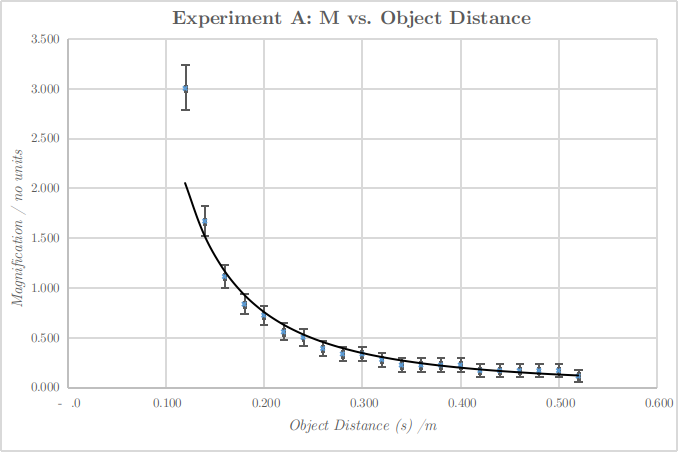 Experiment A: M vs. Object Distance
3.500
3.000
2.500
2.000
1.500
1.000
0.500
0.000
Magnification / no units
- .0 0.100 0.200 0.300 0.400 0.500 0.600
Object Distance (s) /m